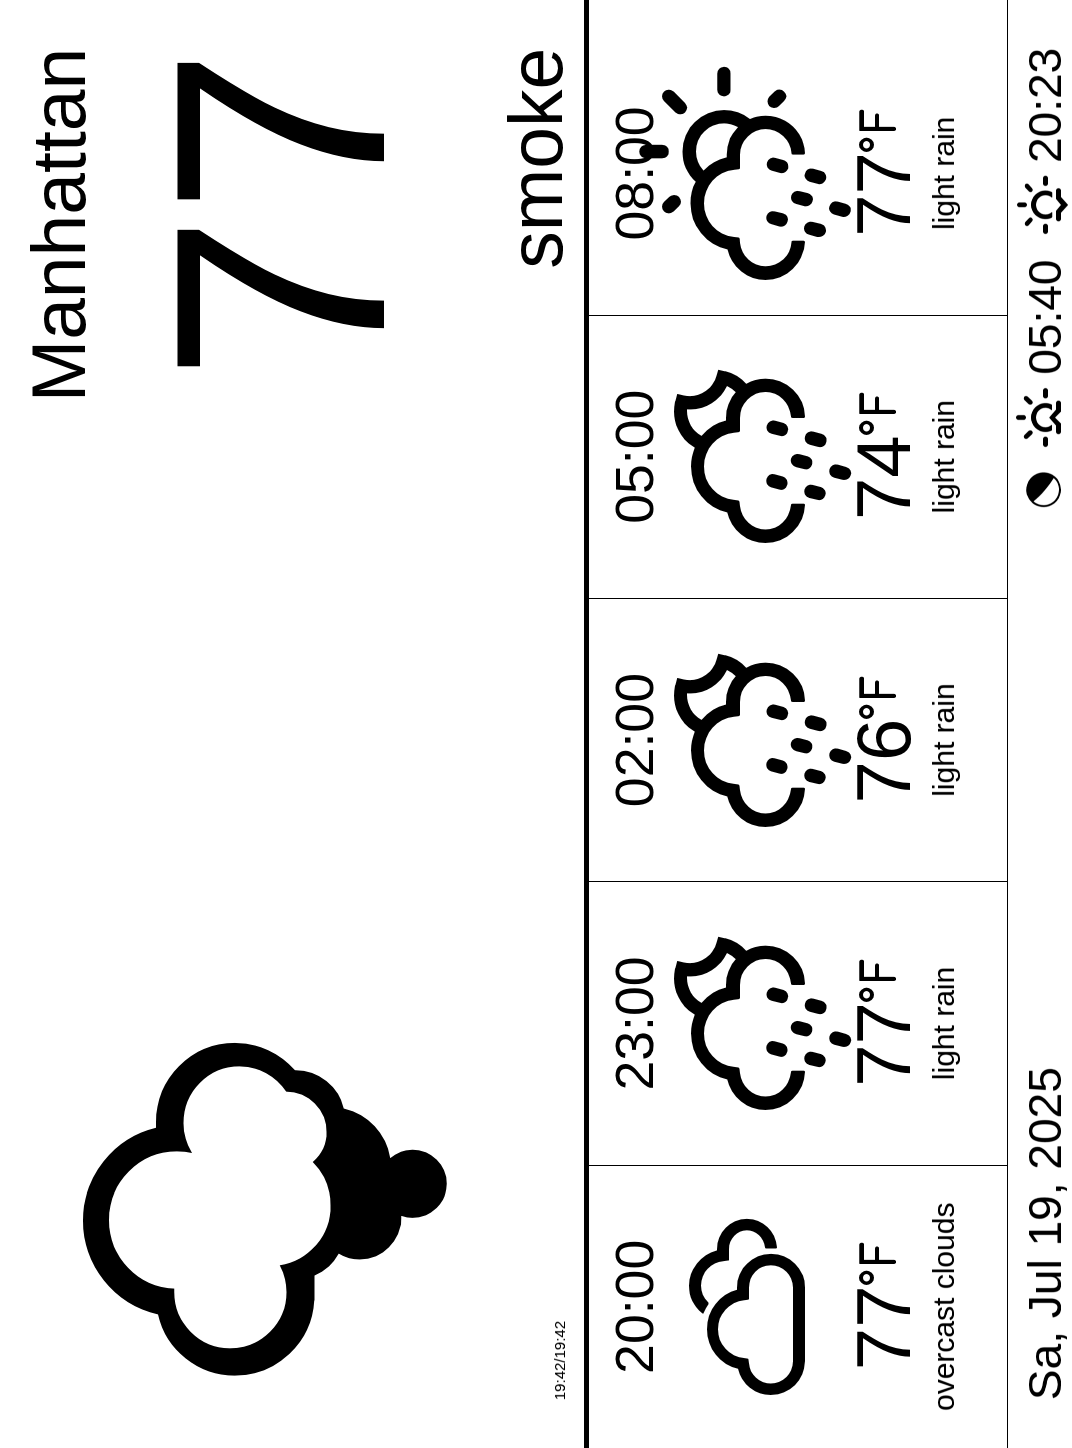 Manhattan
77
smoke
19:42/19:42
20:00
77°F
overcast clouds
23:00
77°F
light rain
02:00
76°F
light rain
05:00
74°F
light rain
08:00
77°F
light rain
Sa, Jul 19, 2025
05:40
20:23